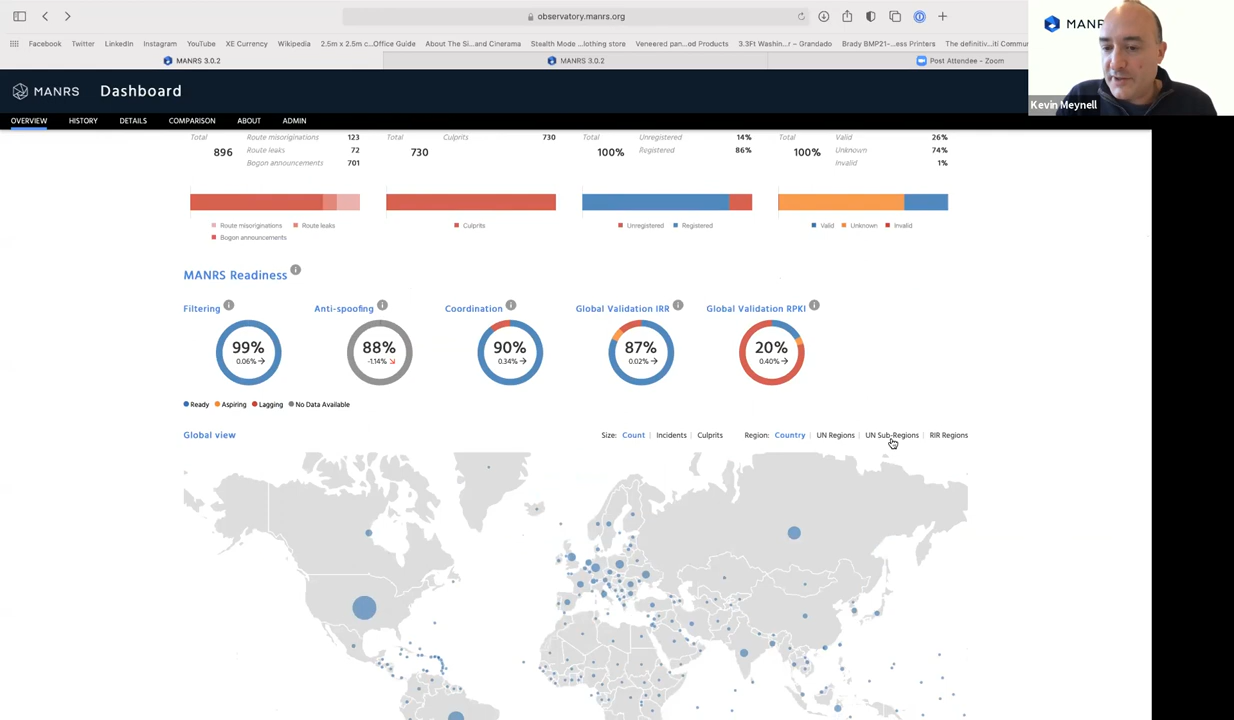 observatory.manrs.org
Facebook Twitter LinkedIn Instagram YouTube XE Currency Wikipedia 2.5m x 2.5m c...Office Guide About The Si...and Cinerama Stealth Mode ...lothing store Veneered pan...od Products 3.3Ft Washin...r – Grandado Brady BMP21-...ess Printers The definitiv...iti Commun
MANRS 3.0.2 MANRS 3.0.2 Post Attendee - Zoom
MANRS
Kevin Meynell
MANRS Dashboard
OVERVIEW HISTORY DETAILS COMPARISON ABOUT ADMIN
Total 896 Route misoriginations 123
Route leaks 72
Bogon announcements 701
Total 730 Culprits 730
Total 100% Unregistered 14%
Registered 86%
Total 100% Valid 26%
Unknown 74%
Invalid 1%
Route misoriginations Route leaks
Bogon announcements
Culprits
Unregistered Registered
Valid Unknown Invalid
MANRS Readiness
Filtering Anti-spoofing Coordination Global Validation IRR Global Validation RPKI
99% 88% 90% 87% 20%
0.06% → -1.14% ↘ 0.34% → 0.02% → 0.40% →
Ready Aspiring Lagging No Data Available
Global view Size: Count | Incidents | Culprits Region: Country | UN Regions | UN Sub-Regions | RIR Regions